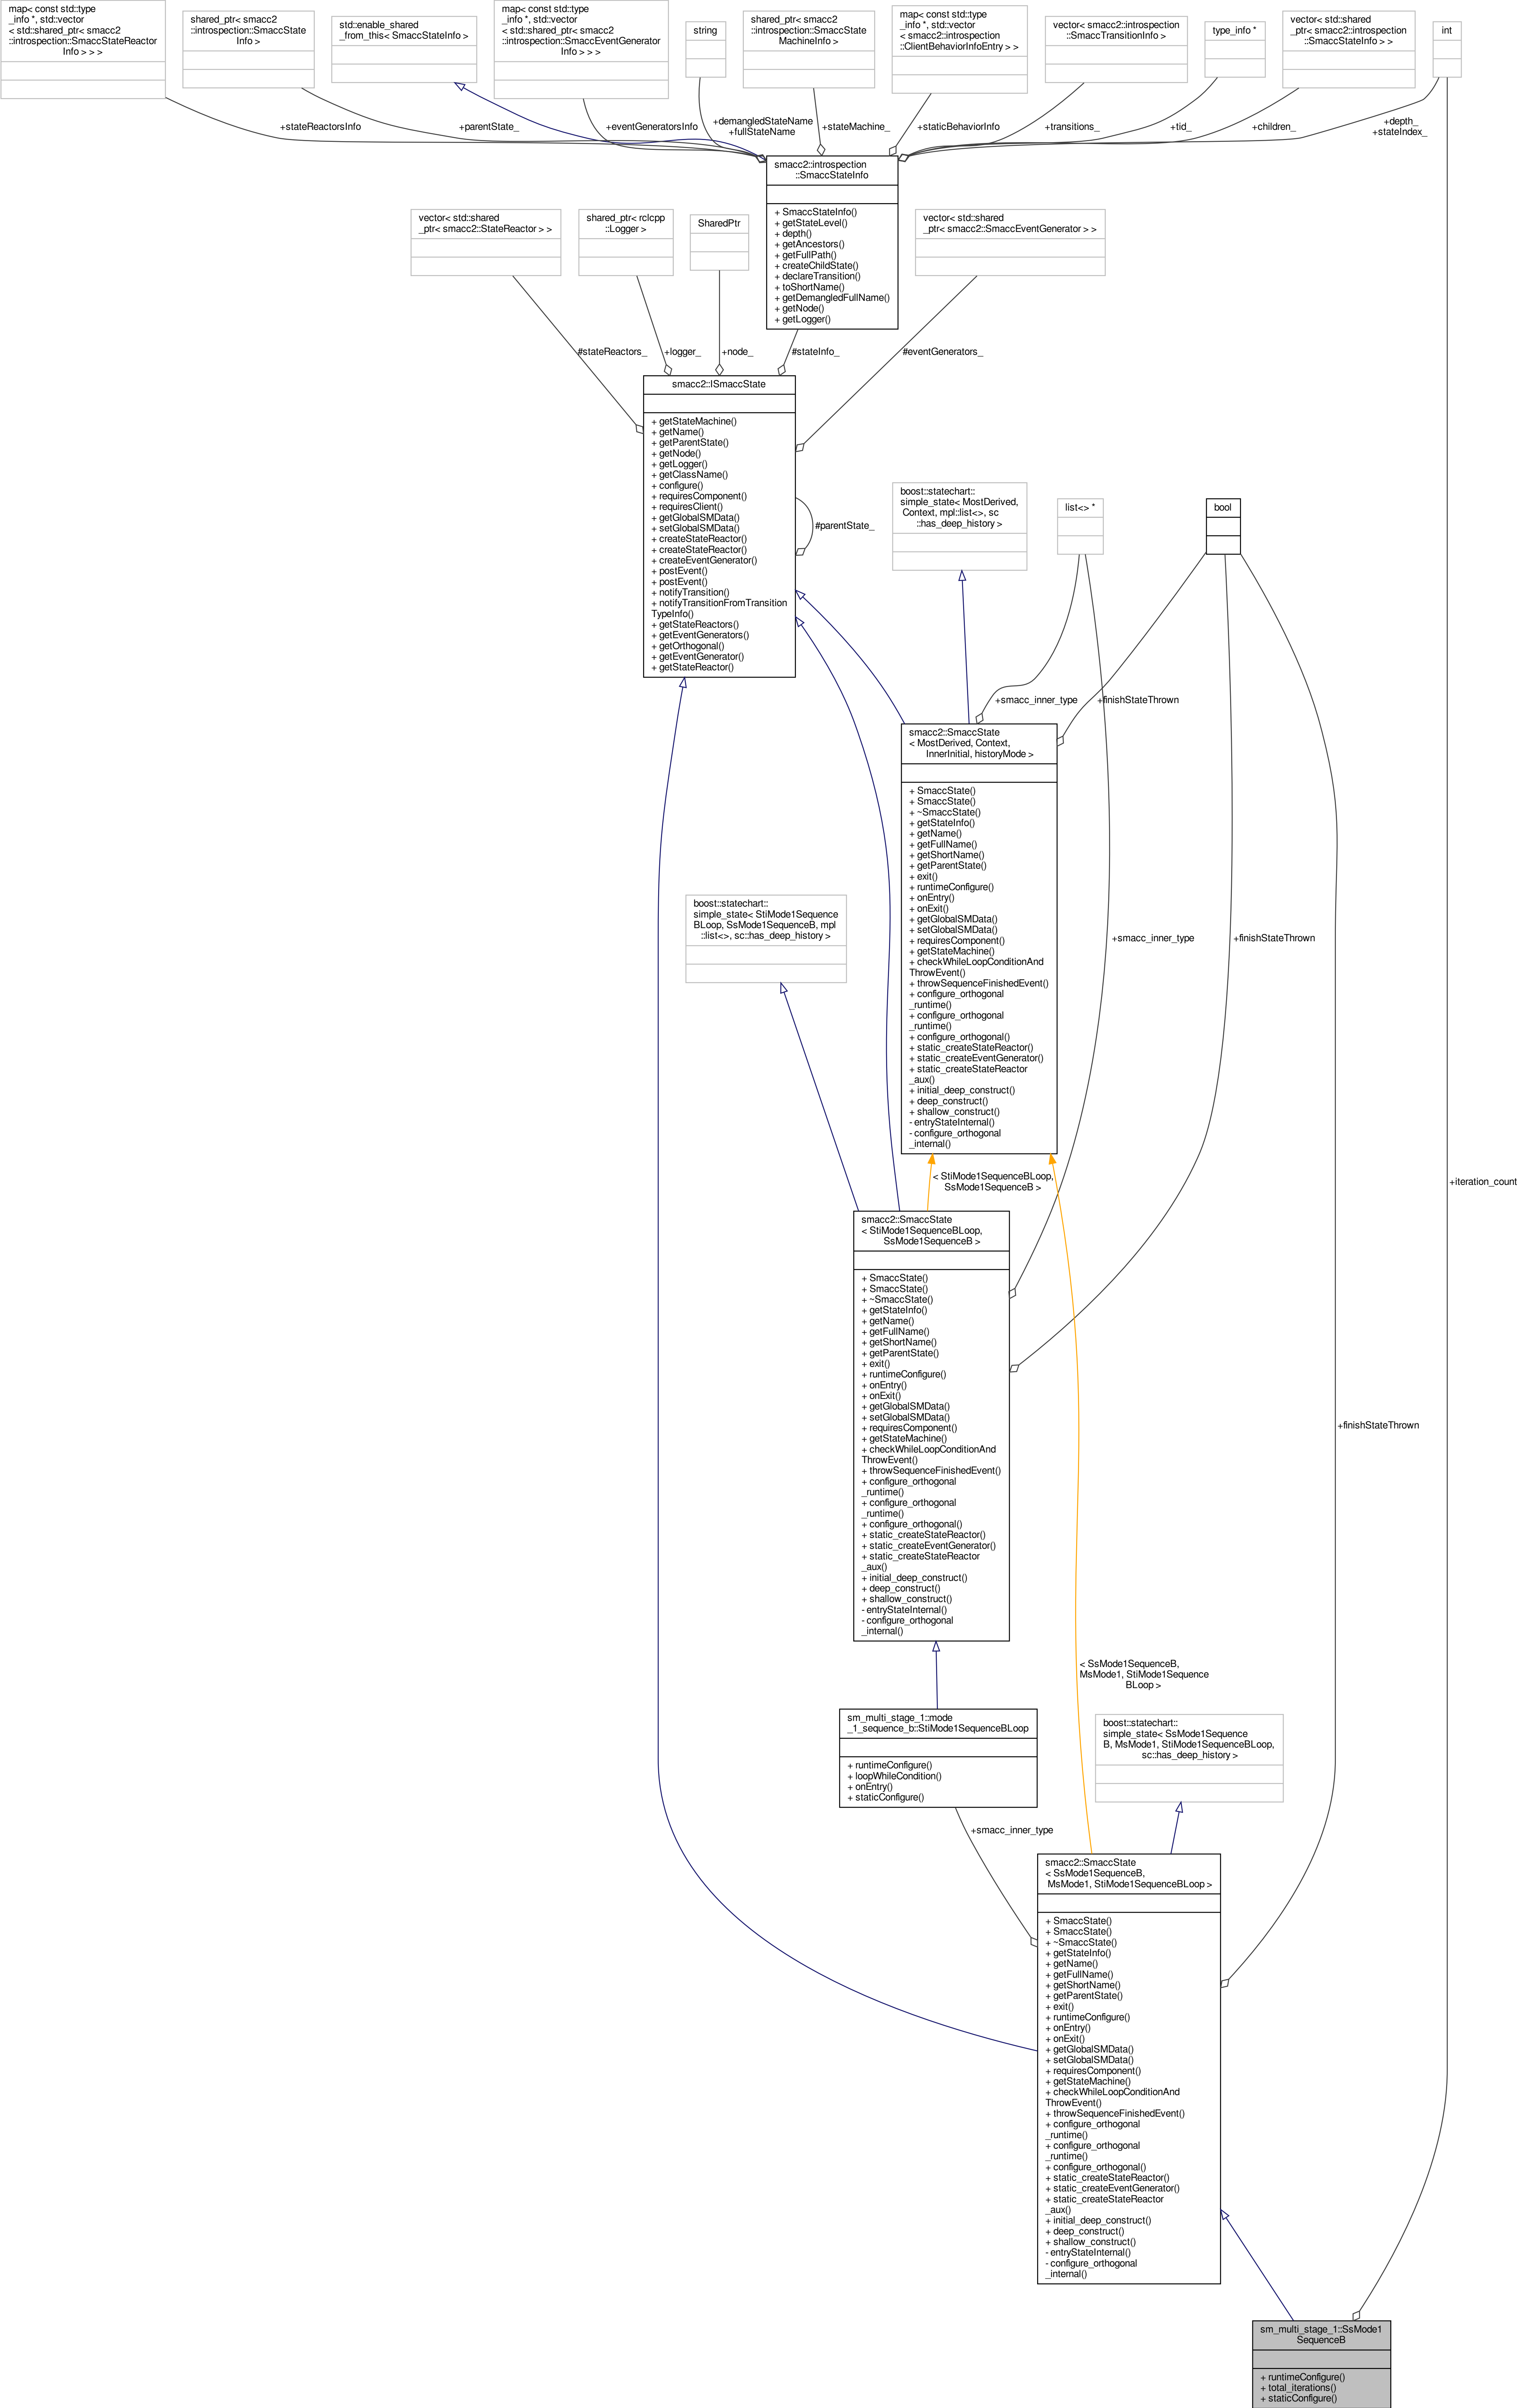 map< const std::type
_info *, std::vector
< std::shared_ptr< smacc2
::introspection::SmaccStateReactor
Info > > >
shared_ptr< smacc2
::introspection::SmaccState
Info >
std::enable_shared
_from_this< SmaccStateInfo >
map< const std::type
_info *, std::vector
< std::shared_ptr< smacc2
::introspection::SmaccEventGenerator
Info > > >
string
shared_ptr< smacc2
::introspection::SmaccState
MachineInfo >
map< const std::type
_info *, std::vector
< smacc2::introspection
::ClientBehaviorInfoEntry > >
vector< smacc2::introspection
::SmaccTransitionInfo >
type_info *
vector< std::shared
_ptr< smacc2::introspection
::SmaccStateInfo > >
int
+stateReactorsInfo
+parentState_
+eventGeneratorsInfo
+demangledStateName
+fullStateName
+stateMachine_
+staticBehaviorInfo
+transitions_
+tid_
+children_
+depth_
+stateIndex_
smacc2::introspection
::SmaccStateInfo
+ SmaccStateInfo()
+ getStateLevel()
+ depth()
+ getAncestors()
+ getFullPath()
+ createChildState()
+ declareTransition()
+ toShortName()
+ getDemangledFullName()
+ getNode()
+ getLogger()
vector< std::shared
_ptr< smacc2::StateReactor > >
shared_ptr< rclcpp
::Logger >
SharedPtr
vector< std::shared
_ptr< smacc2::SmaccEventGenerator > >
#stateReactors_
+logger_
+node_
#stateInfo_
#eventGenerators_
smacc2::ISmaccState
+ getStateMachine()
+ getName()
+ getParentState()
+ getNode()
+ getLogger()
+ getClassName()
+ configure()
+ requiresComponent()
+ requiresClient()
+ getGlobalSMData()
+ setGlobalSMData()
+ createStateReactor()
+ createStateReactor()
+ createEventGenerator()
+ postEvent()
+ postEvent()
+ notifyTransition()
+ notifyTransitionFromTransition
TypeInfo()
+ getStateReactors()
+ getEventGenerators()
+ getOrthogonal()
+ getEventGenerator()
+ getStateReactor()
#parentState_
boost::statechart::
simple_state< MostDerived,
Context, mpl::list<>, sc
::has_deep_history >
list<> *
bool
+smacc_inner_type
+finishStateThrown
smacc2::SmaccState
< MostDerived, Context,
InnerInitial, historyMode >
+ SmaccState()
+ SmaccState()
+ ~SmaccState()
+ getStateInfo()
+ getName()
+ getFullName()
+ getShortName()
+ getParentState()
+ exit()
+ runtimeConfigure()
+ onEntry()
+ onExit()
+ getGlobalSMData()
+ setGlobalSMData()
+ requiresComponent()
+ getStateMachine()
+ checkWhileLoopConditionAnd
ThrowEvent()
+ throwSequenceFinishedEvent()
+ configure_orthogonal
_runtime()
+ configure_orthogonal
_runtime()
+ configure_orthogonal()
+ static_createStateReactor()
+ static_createEventGenerator()
+ static_createStateReactor
_aux()
+ initial_deep_construct()
+ deep_construct()
+ shallow_construct()
- entryStateInternal()
- configure_orthogonal
_internal()
boost::statechart::
simple_state< StiMode1Sequence
BLoop, SsMode1SequenceB, mpl
::list<>, sc::has_deep_history >
+smacc_inner_type
+finishStateThrown
< StiMode1SequenceBLoop,
SsMode1SequenceB >
+iteration_count
smacc2::SmaccState
< StiMode1SequenceBLoop,
SsMode1SequenceB >
+ SmaccState()
+ SmaccState()
+ ~SmaccState()
+ getStateInfo()
+ getName()
+ getFullName()
+ getShortName()
+ getParentState()
+ exit()
+ runtimeConfigure()
+ onEntry()
+ onExit()
+ getGlobalSMData()
+ setGlobalSMData()
+ requiresComponent()
+ getStateMachine()
+ checkWhileLoopConditionAnd
ThrowEvent()
+ throwSequenceFinishedEvent()
+ configure_orthogonal
_runtime()
+ configure_orthogonal
_runtime()
+ configure_orthogonal()
+ static_createStateReactor()
+ static_createEventGenerator()
+ static_createStateReactor
_aux()
+ initial_deep_construct()
+ deep_construct()
+ shallow_construct()
- entryStateInternal()
- configure_orthogonal
_internal()
+finishStateThrown
< SsMode1SequenceB,
MsMode1, StiMode1Sequence
BLoop >
sm_multi_stage_1::mode
_1_sequence_b::StiMode1SequenceBLoop
+ runtimeConfigure()
+ loopWhileCondition()
+ onEntry()
+ staticConfigure()
boost::statechart::
simple_state< SsMode1Sequence
B, MsMode1, StiMode1SequenceBLoop,
sc::has_deep_history >
+smacc_inner_type
smacc2::SmaccState
< SsMode1SequenceB,
MsMode1, StiMode1SequenceBLoop >
+ SmaccState()
+ SmaccState()
+ ~SmaccState()
+ getStateInfo()
+ getName()
+ getFullName()
+ getShortName()
+ getParentState()
+ exit()
+ runtimeConfigure()
+ onEntry()
+ onExit()
+ getGlobalSMData()
+ setGlobalSMData()
+ requiresComponent()
+ getStateMachine()
+ checkWhileLoopConditionAnd
ThrowEvent()
+ throwSequenceFinishedEvent()
+ configure_orthogonal
_runtime()
+ configure_orthogonal
_runtime()
+ configure_orthogonal()
+ static_createStateReactor()
+ static_createEventGenerator()
+ static_createStateReactor
_aux()
+ initial_deep_construct()
+ deep_construct()
+ shallow_construct()
- entryStateInternal()
- configure_orthogonal
_internal()
sm_multi_stage_1::SsMode1
SequenceB
+ runtimeConfigure()
+ total_iterations()
+ staticConfigure()